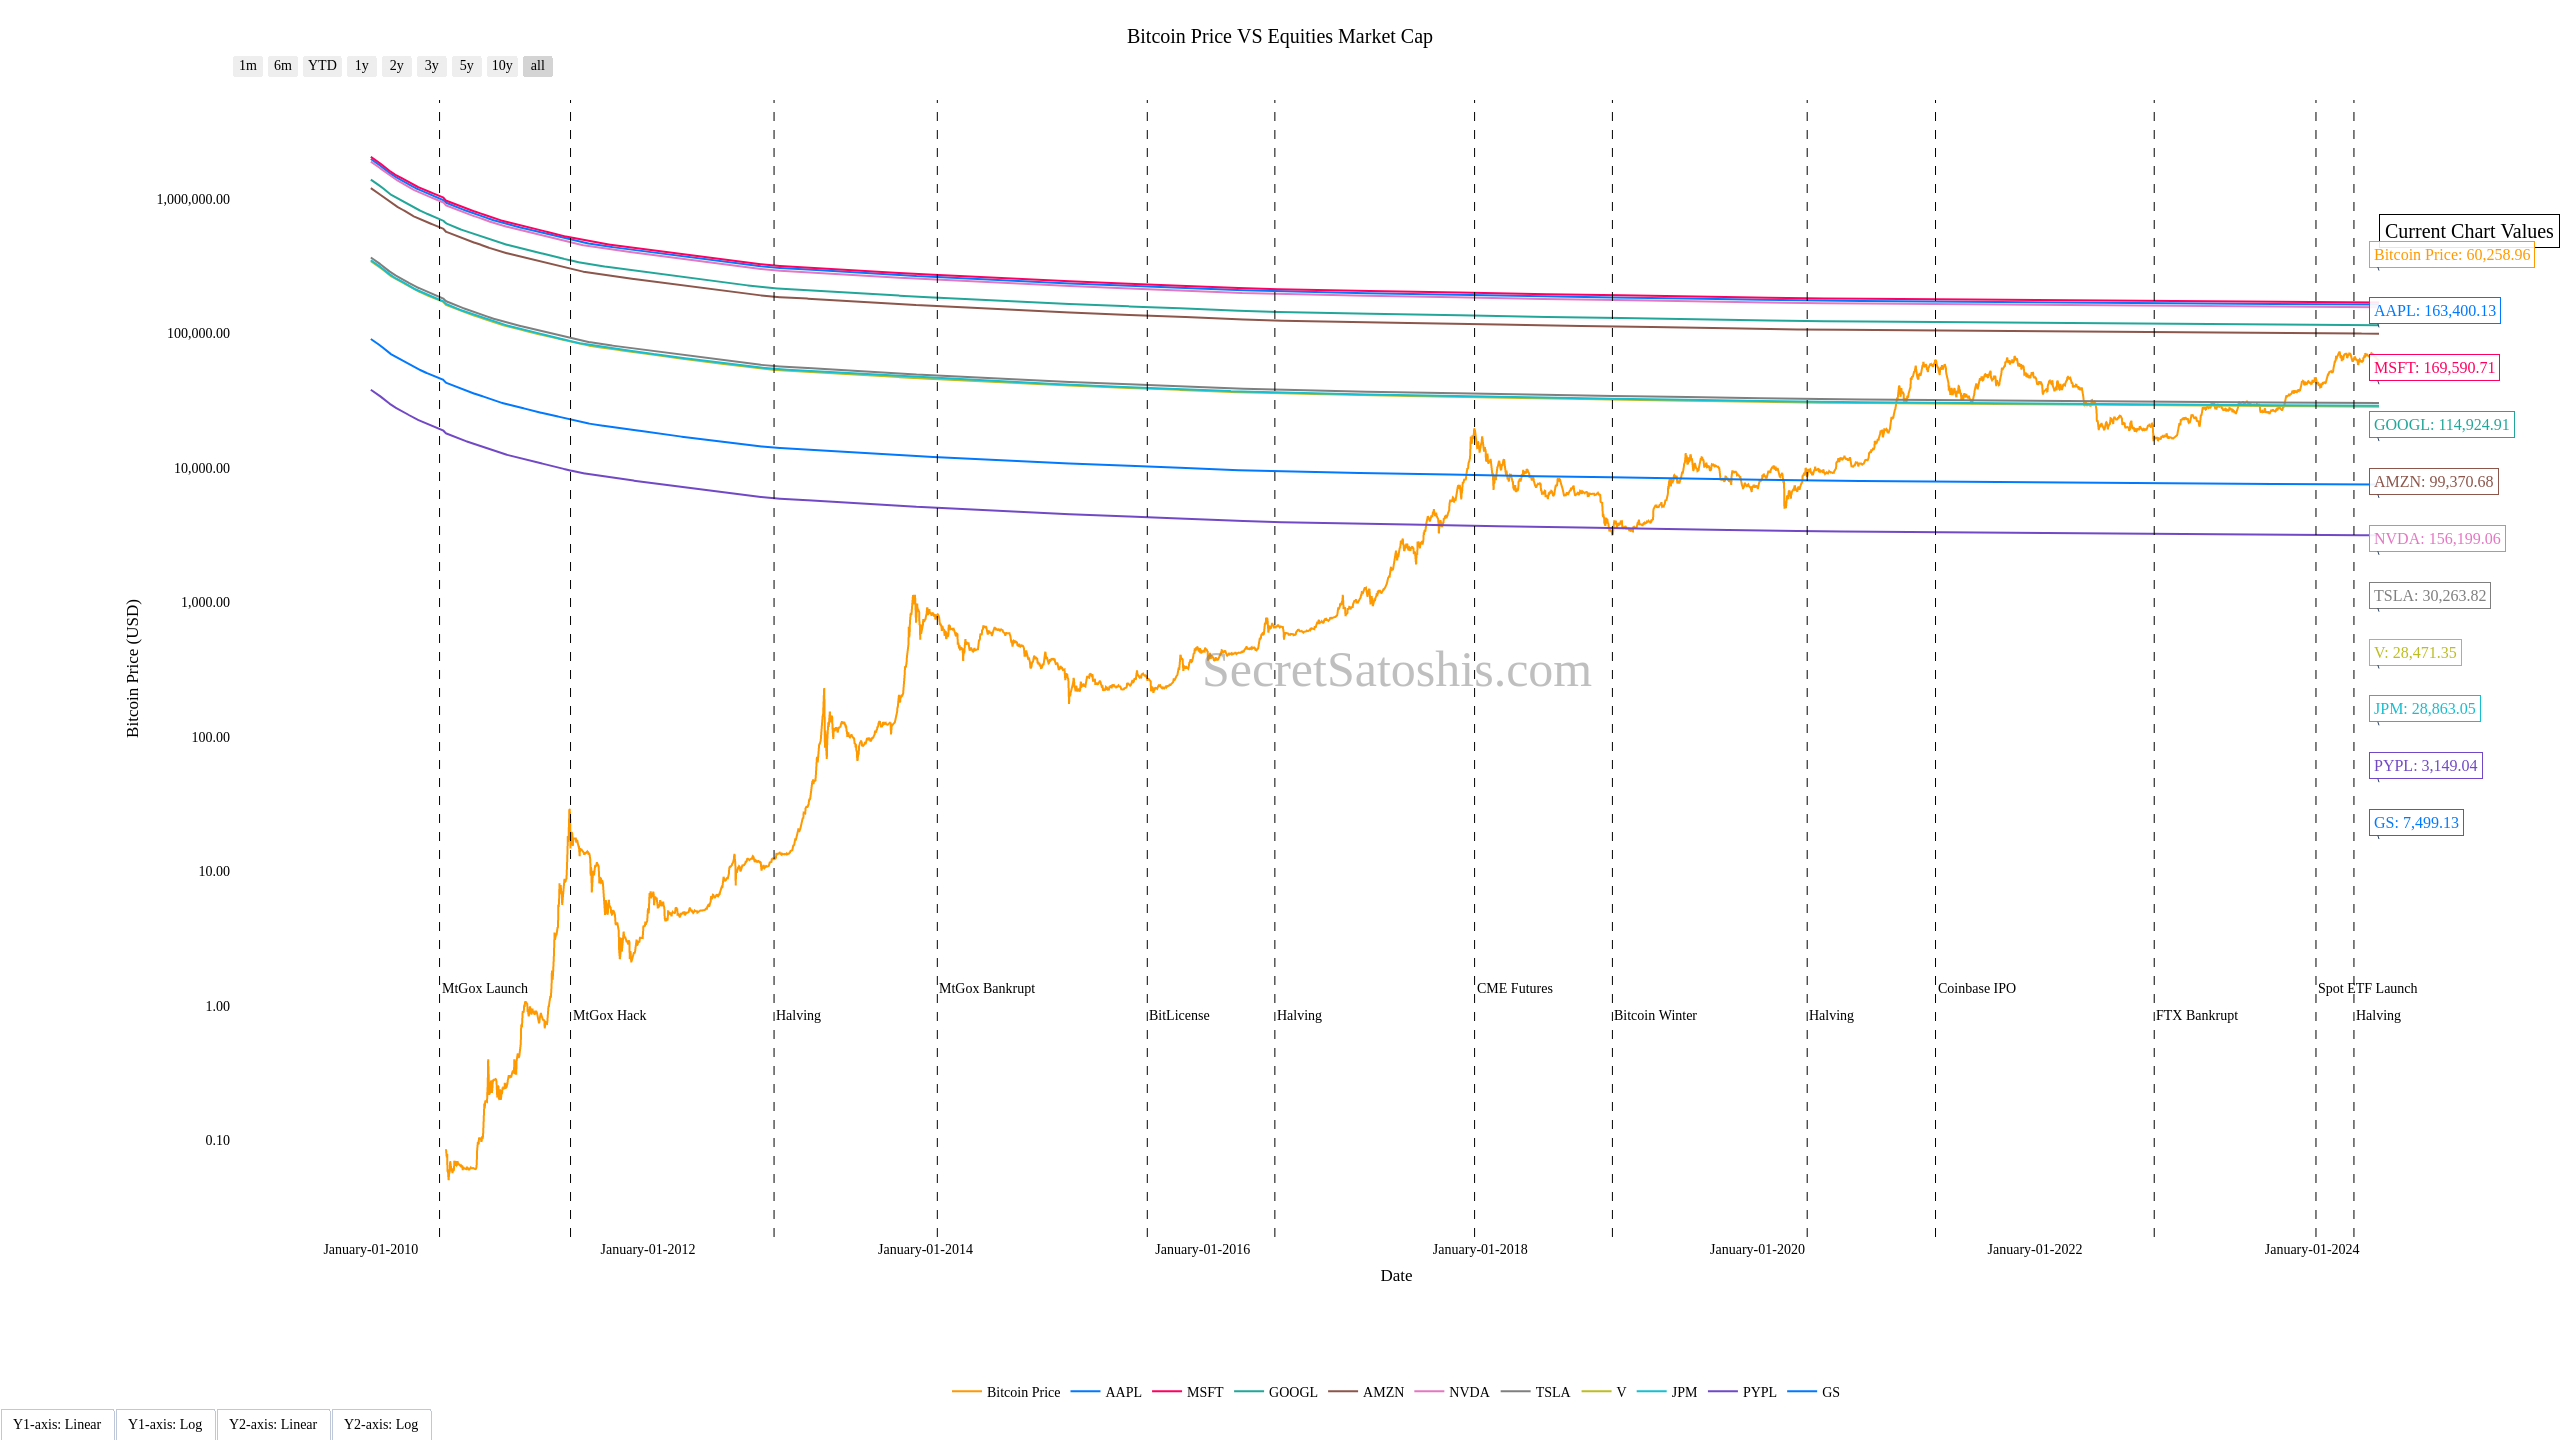 Bitcoin Price VS Equities Market Cap
1m 6m YTD 1y 2y 3y 5y 10y all
1,000,000.00
100,000.00
10,000.00
1,000.00
100.00
10.00
1.00
0.10
Bitcoin Price (USD)
Current Chart Values
Bitcoin Price: 60,258.96
AAPL: 163,400.13
MSFT: 169,590.71
GOOGL: 114,924.91
AMZN: 99,370.68
NVDA: 156,199.06
TSLA: 30,263.82
V: 28,471.35
JPM: 28,863.05
PYPL: 3,149.04
GS: 7,499.13
SecretSatoshis.com
MtGox Launch
MtGox Hack
Halving
MtGox Bankrupt
BitLicense
Halving
CME Futures
Bitcoin Winter
Halving
Coinbase IPO
FTX Bankrupt
Spot ETF Launch
Halving
January-01-2010 January-01-2012 January-01-2014 January-01-2016 January-01-2018 January-01-2020 January-01-2022 January-01-2024
Date
Bitcoin Price AAPL MSFT GOOGL AMZN NVDA TSLA V JPM PYPL GS
Y1-axis: Linear Y1-axis: Log Y2-axis: Linear Y2-axis: Log